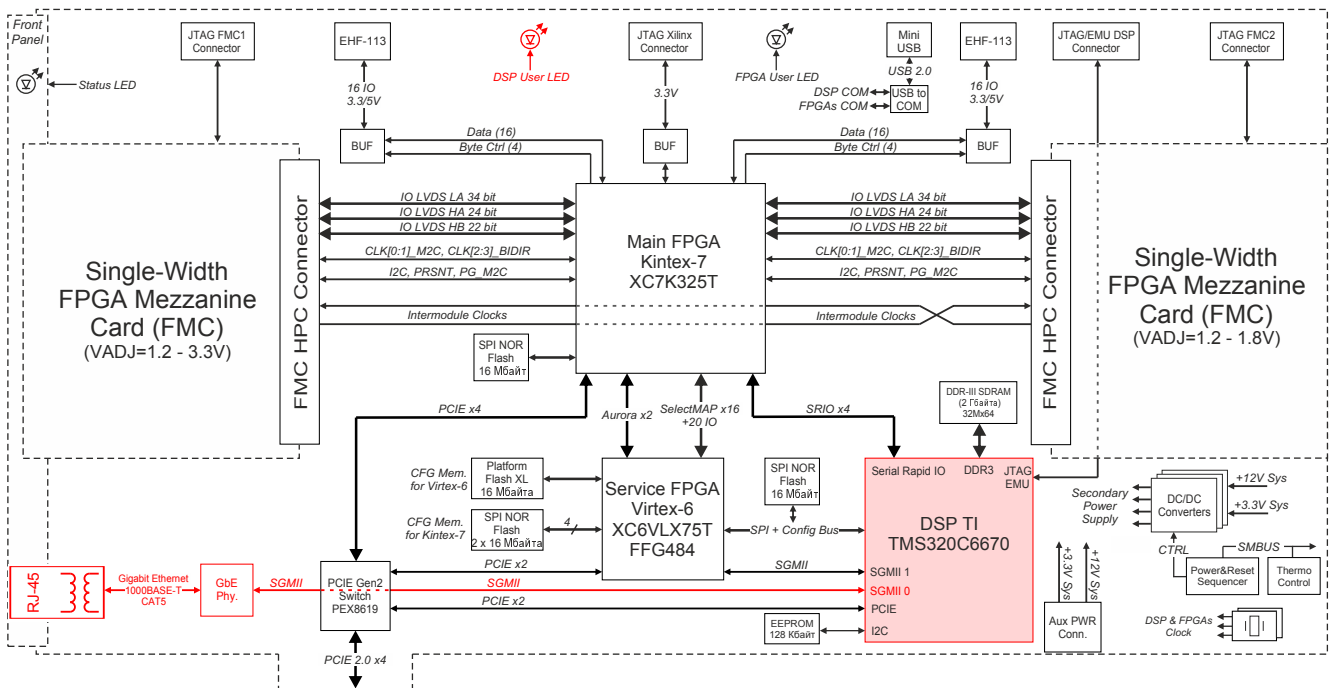 Front
Panel
JTAG FMC1
Connector
EHF-113
DSP User LED
JTAG Xilinx
Connector
FPGA User LED
Mini
USB
EHF-113
JTAG/EMU DSP
Connector
JTAG FMC2
Connector
Status LED
16 IO
3.3/5V
3.3V
USB 2.0
DSP COM
FPGAs COM
USB to
COM
16 IO
3.3/5V
BUF
Data (16)
Byte Ctrl (4)
BUF
Data (16)
Byte Ctrl (4)
BUF
Single-Width
FPGA Mezzanine
Card (FMC)
(VADJ=1.2 - 3.3V)
FMC HPC Connector
IO LVDS LA 34 bit
IO LVDS HA 24 bit
IO LVDS HB 22 bit
CLK[0:1]_M2C, CLK[2:3]_BIDIR
I2C, PRSNT, PG_M2C
Intermodule Clocks
Main FPGA
Kintex-7
XC7K325T
IO LVDS LA 34 bit
IO LVDS HA 24 bit
IO LVDS HB 22 bit
CLK[0:1]_M2C, CLK[2:3]_BIDIR
I2C, PRSNT, PG_M2C
Intermodule Clocks
FMC HPC Connector
Single-Width
FPGA Mezzanine
Card (FMC)
(VADJ=1.2 - 1.8V)
SPI NOR
Flash
16 Мбайт
PCIE x4
Aurora x2
SelectMAP x16
+20 IO
SRIO x4
DDR-III SDRAM
(2 Гбайта)
32Mx64
CFG Mem.
for Virtex-6
Platform
Flash XL
16 Мбайта
CFG Mem.
for Kintex-7
SPI NOR
Flash
2 x 16 Мбайта
4
Service FPGA
Virtex-6
XC6VLX75T
FFG484
SPI NOR
Flash
16 Мбайт
SPI + Config Bus
Serial Rapid IO
DDR3
JTAG
EMU
DSP TI
TMS320C6670
SGMII 1
SGMII 0
PCIE
I2C
Secondary
Power
Supply
DC/DC
Converters
+12V Sys
+3.3V Sys
CTRL
SMBUS
Power&Reset
Sequencer
Thermo
Control
+3.3V Sys
+12V Sys
Aux PWR
Conn.
DSP & FPGAs
Clock
RJ-45
Gigabit Ethernet
1000BASE-T
CAT5
GbE
Phy.
SGMII
PCIE Gen2
Switch
PEX8619
PCIE x2
SGMII
SGMII
PCIE x2
EEPROM
128 Кбайт
PCIE 2.0 x4